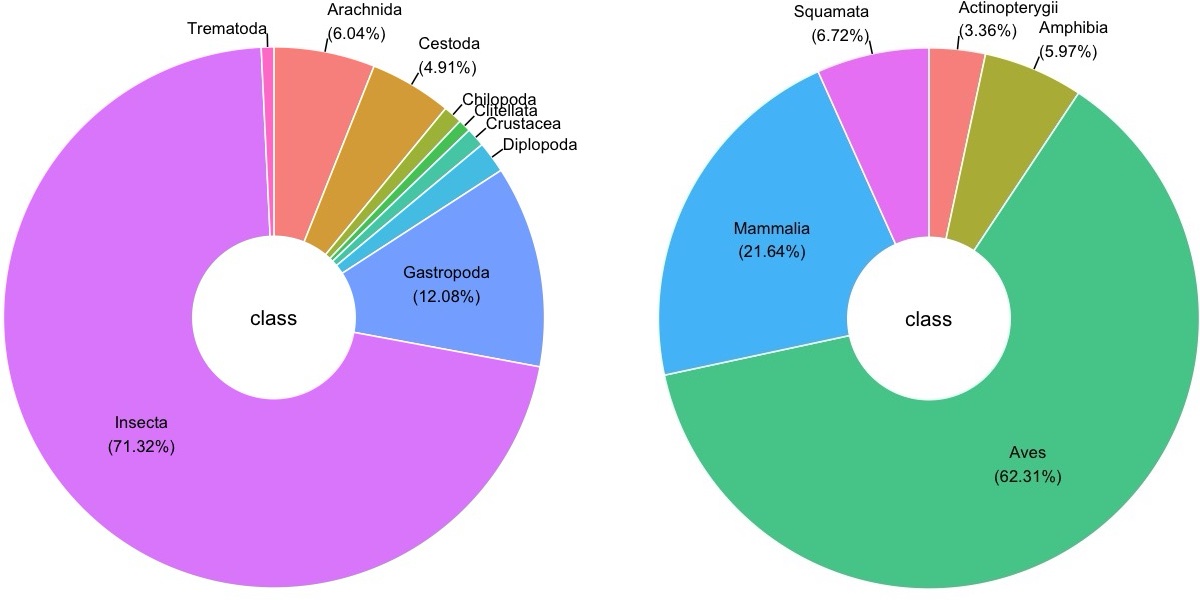 Trematoda
Arachnida
(6.04%)
Cestoda
(4.91%)
Chilopoda
Clitellata
Crustacea
Diplopoda
Gastropoda
(12.08%)
class
Insecta
(71.32%)
Squamata
(6.72%)
Actinopterygii
(3.36%)
Amphibia
(5.97%)
Mammalia
(21.64%)
class
Aves
(62.31%)